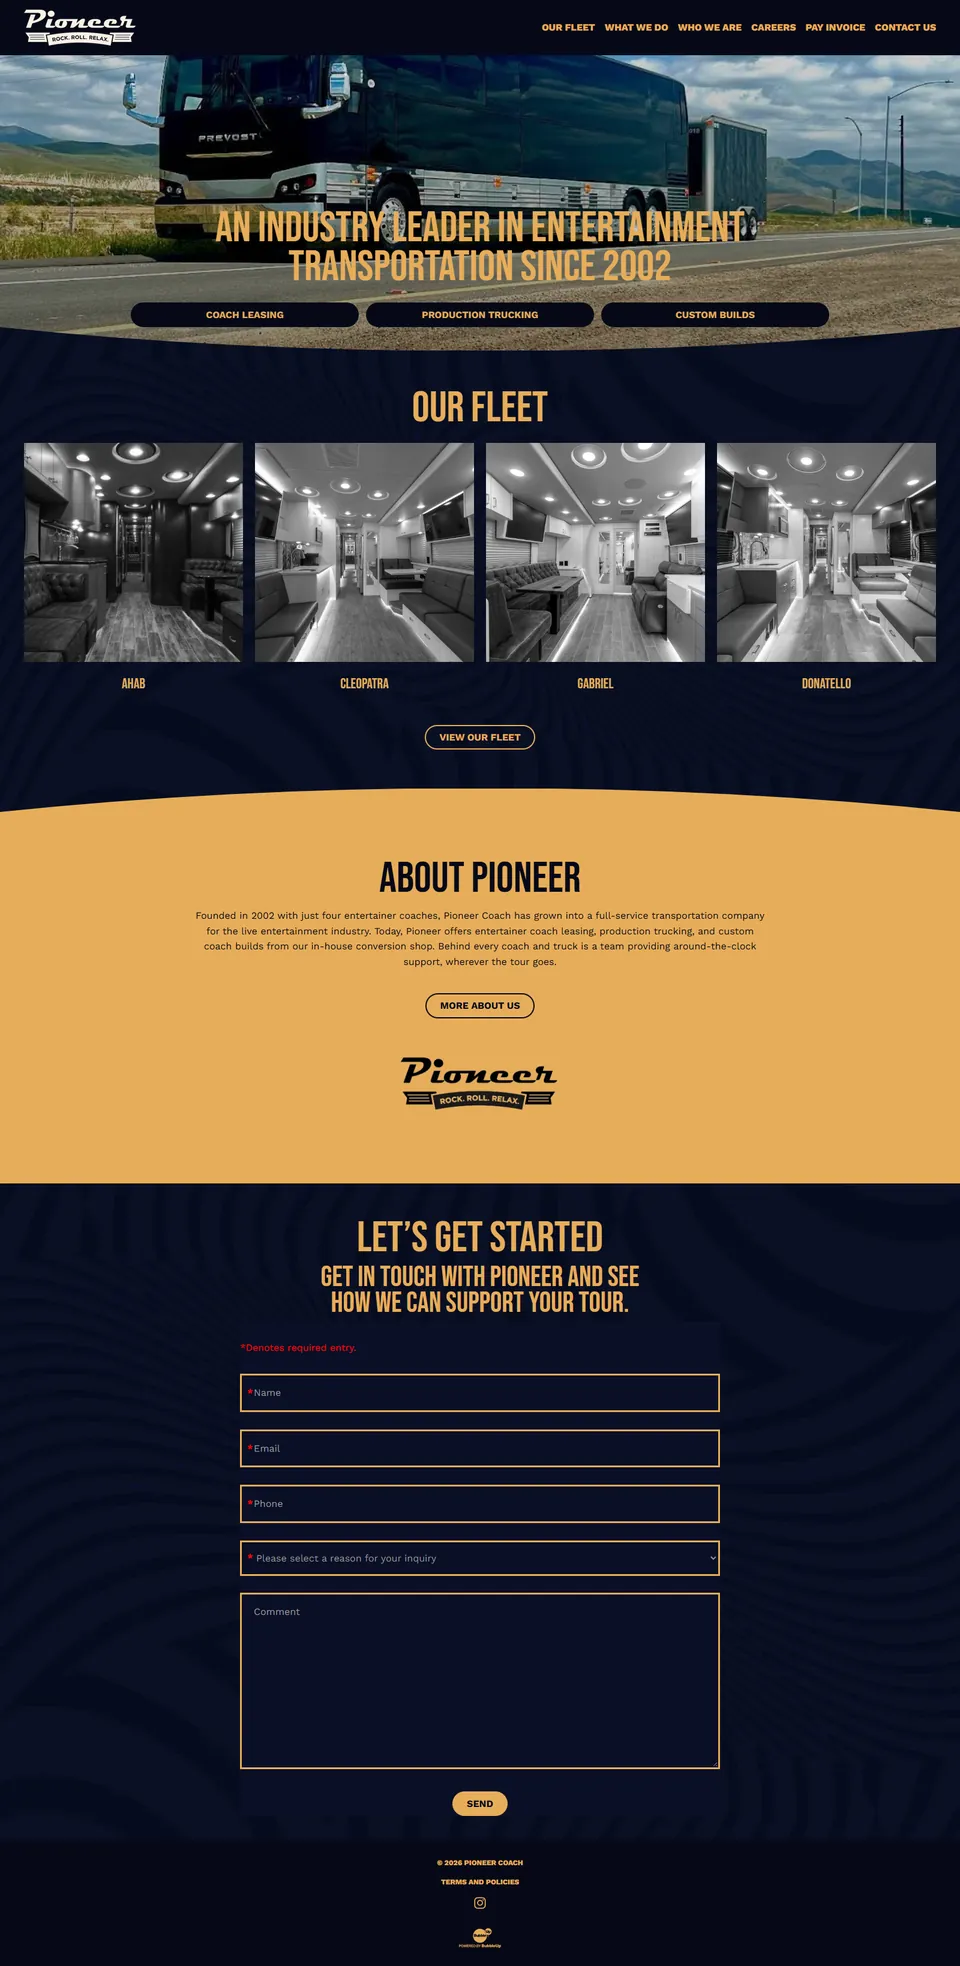 Pioneer
ROCK. ROLL. RELAX.
OUR FLEET WHAT WE DO WHO WE ARE CAREERS PAY INVOICE CONTACT US
PREVOST
AN INDUSTRY LEADER IN ENTERTAINMENT
TRANSPORTATION SINCE 2002
COACH LEASING PRODUCTION TRUCKING CUSTOM BUILDS
OUR FLEET
AHAB CLEOPATRA GABRIEL DONATELLO
VIEW OUR FLEET
ABOUT PIONEER
Founded in 2002 with just four entertainer coaches, Pioneer Coach has grown into a full-service transportation company
for the live entertainment industry. Today, Pioneer offers entertainer coach leasing, production trucking, and custom
coach builds from our in-house conversion shop. Behind every coach and truck is a team providing around-the-clock
support, wherever the tour goes.
MORE ABOUT US
Pioneer
ROCK. ROLL. RELAX.
LET’S GET STARTED
GET IN TOUCH WITH PIONEER AND SEE
HOW WE CAN SUPPORT YOUR TOUR.
*Denotes required entry.
*Name
*Email
*Phone
* Please select a reason for your inquiry
Comment
SEND
© 2026 PIONEER COACH
TERMS AND POLICIES
POWERED BY BubbleUp